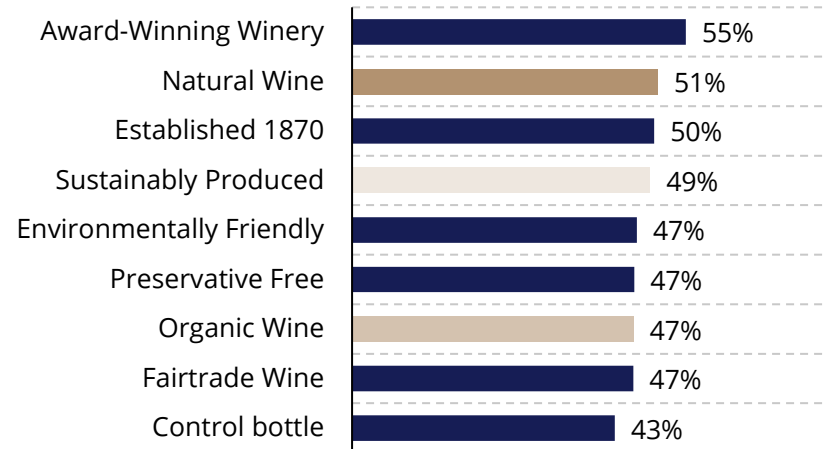 Award-Winning Winery 55%
Natural Wine 51%
Established 1870 50%
Sustainably Produced 49%
Environmentally Friendly 47%
Preservative Free 47%
Organic Wine 47%
Fairtrade Wine 47%
Control bottle 43%